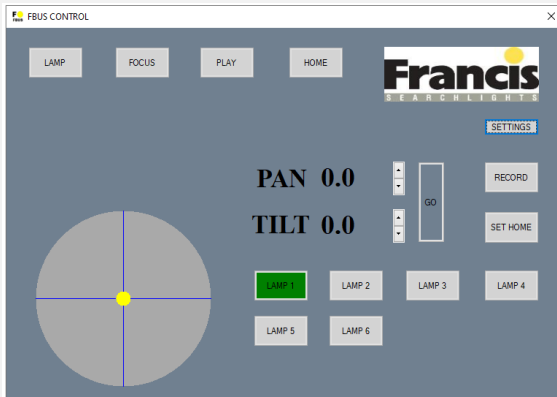 FBUS CONTROL
LAMP FOCUS PLAY HOME
Francis
SEARCHLIGHTS
SETTINGS
PAN 0.0
RECORD
GO
TILT 0.0
SET HOME
LAMP 1 LAMP 2 LAMP 3 LAMP 4
LAMP 5 LAMP 6